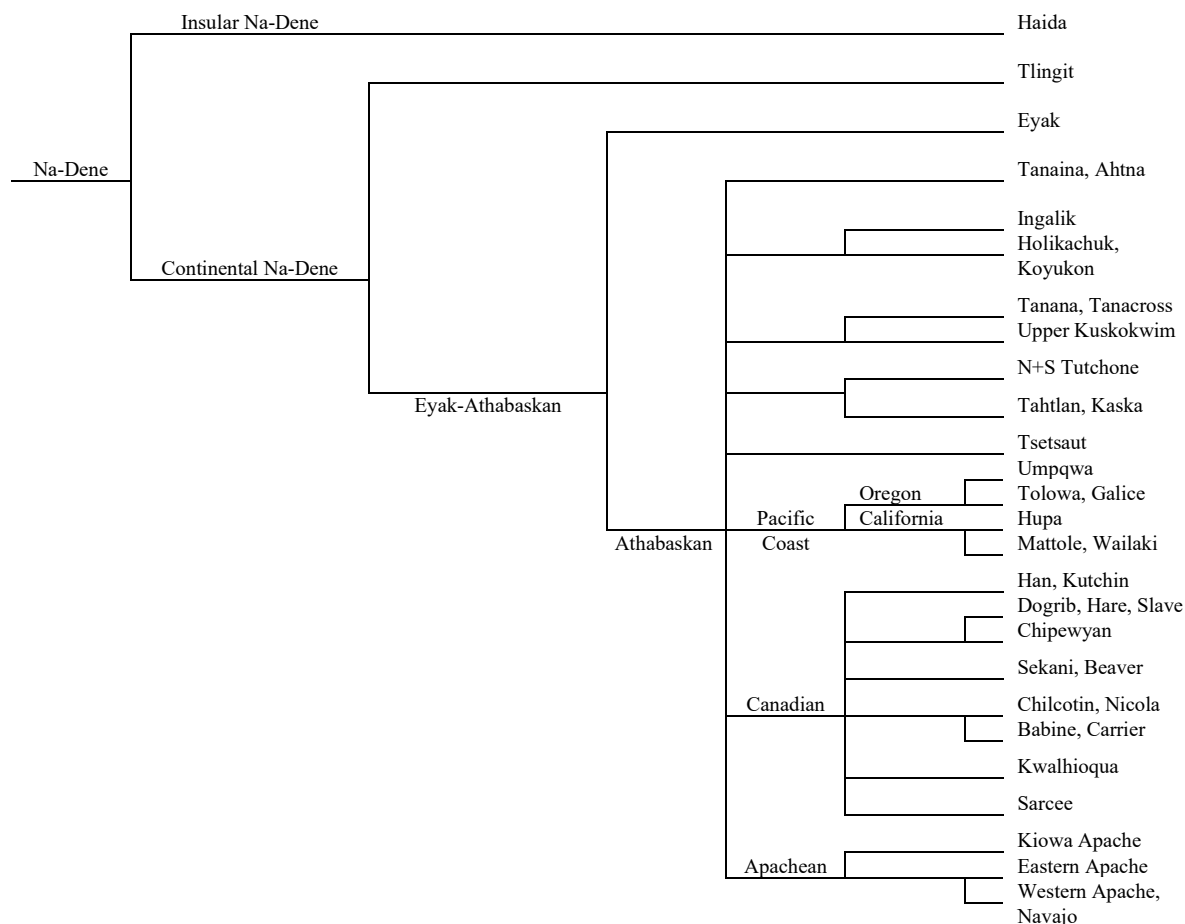 Insular Na-Dene
Haida
Tlingit
Eyak
Na-Dene
Tanaina, Ahtna
Ingalik
Holikachuk,
Koyukon
Continental Na-Dene
Tanana, Tanacross
Upper Kuskokwim
N+S Tutchone
Eyak-Athabaskan
Tahtlan, Kaska
Tsetsaut
Umpqwa
Oregon
Tolowa, Galice
Pacific
California
Hupa
Athabaskan
Coast
Mattole, Wailaki
Han, Kutchin
Dogrib, Hare, Slave
Chipewyan
Sekani, Beaver
Canadian
Chilcotin, Nicola
Babine, Carrier
Kwalhioqua
Sarcee
Kiowa Apache
Apachean
Eastern Apache
Western Apache,
Navajo